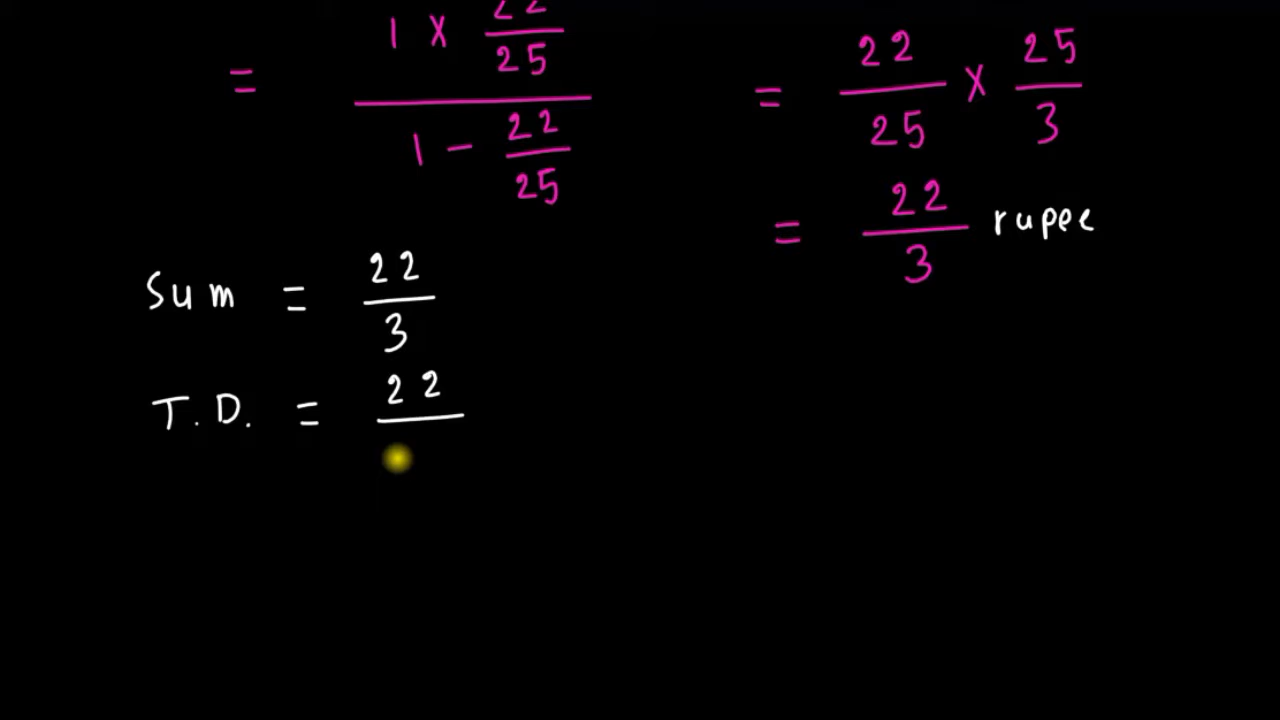 = (1 × 22/25) / (1 − 22/25)
= 22/25 × 25/3
= 22/3 rupee
Sum = 22/3
T.D. = 22/